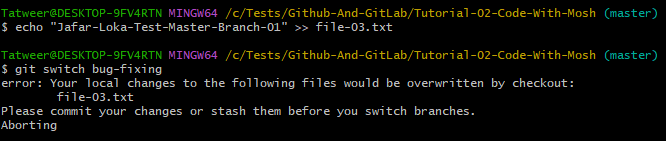 Tatweer@DESKTOP-9FV4RTN MINGW64 /c/Tests/Github-And-GitLab/Tutorial-02-Code-With-Mosh (master)
$ echo "Jafar-Loka-Test-Master-Branch-01" >> file-03.txt
Tatweer@DESKTOP-9FV4RTN MINGW64 /c/Tests/Github-And-GitLab/Tutorial-02-Code-With-Mosh (master)
$ git switch bug-fixing
error: Your local changes to the following files would be overwritten by checkout:
        file-03.txt
Please commit your changes or stash them before you switch branches.
Aborting